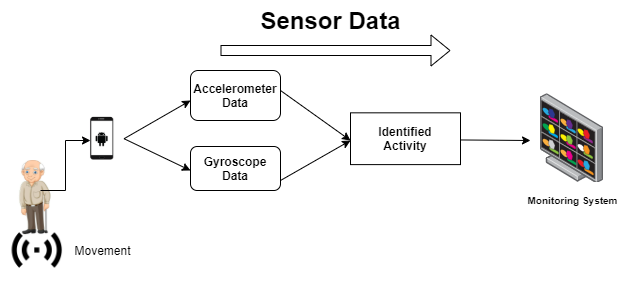 Sensor Data
Accelerometer
Data
Gyroscope
Data
Identified
Activity
Monitoring System
Movement